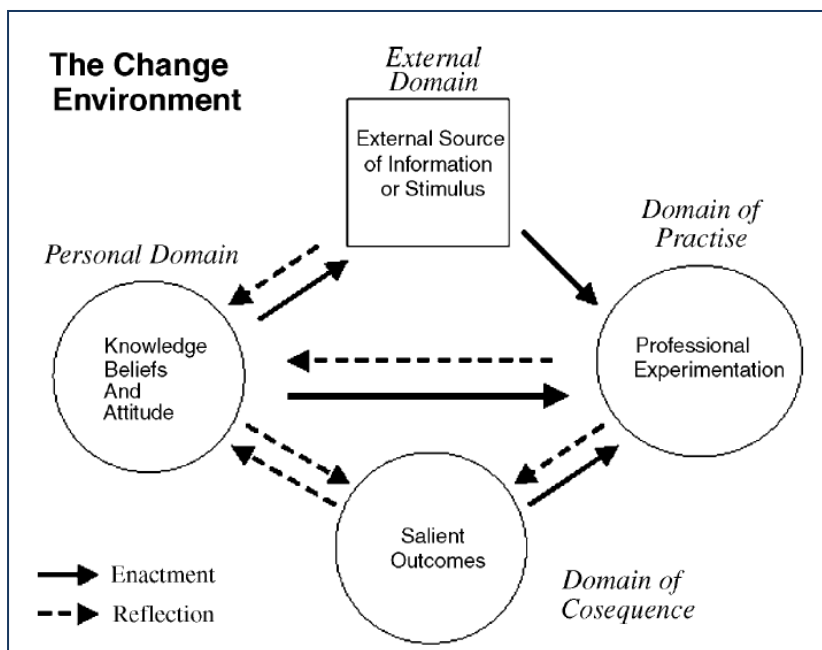 The Change
Environment
External
Domain
External Source
of Information
or Stimulus
Domain of
Practise
Personal Domain
Knowledge
Beliefs
And
Attitude
Professional
Experimentation
Salient
Outcomes
Enactment
Reflection
Domain of
Cosequence